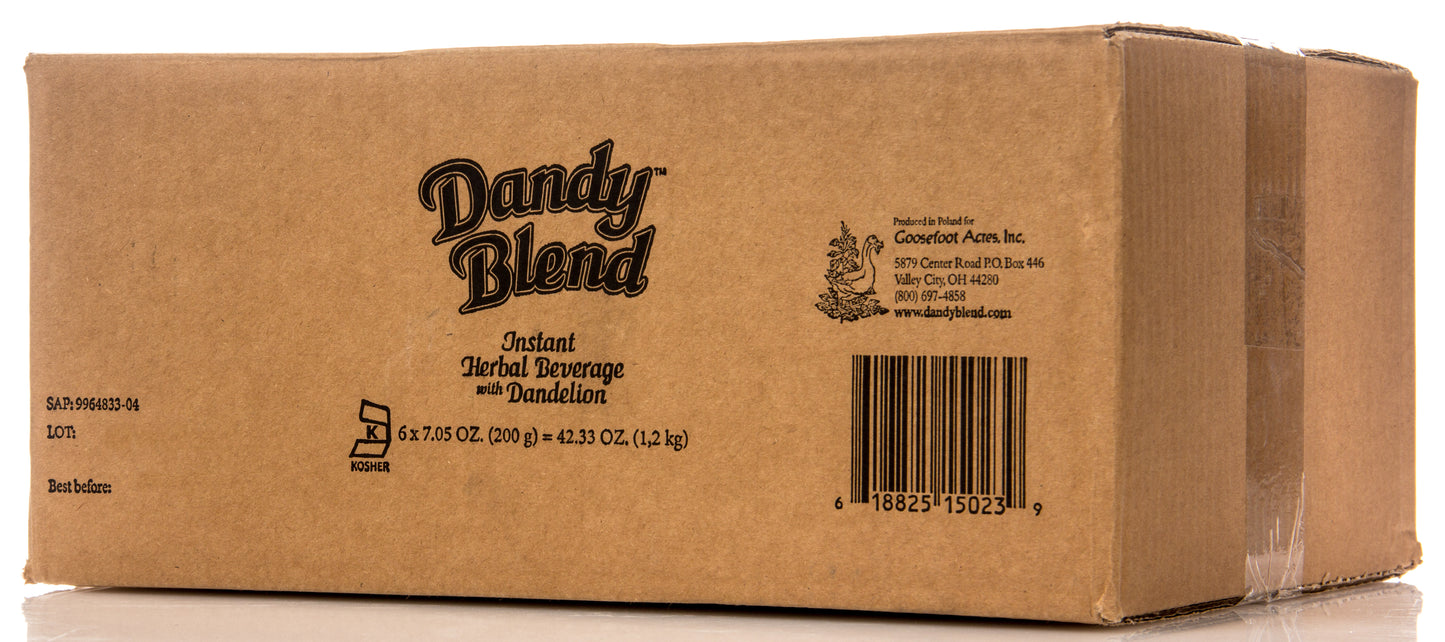 Dandy™
Blend
Instant
Herbal Beverage
with Dandelion
K
KOSHER
6 x 7.05 OZ. (200 g) = 42.33 OZ. (1,2 kg)
SAP: 9964833-04
LOT:
Best before:
Produced in Poland for
Goosefoot Acres, Inc.
5879 Center Road P.O. Box 446
Valley City, OH 44280
(800) 697-4858
www.dandyblend.com
6 18825 15023 9